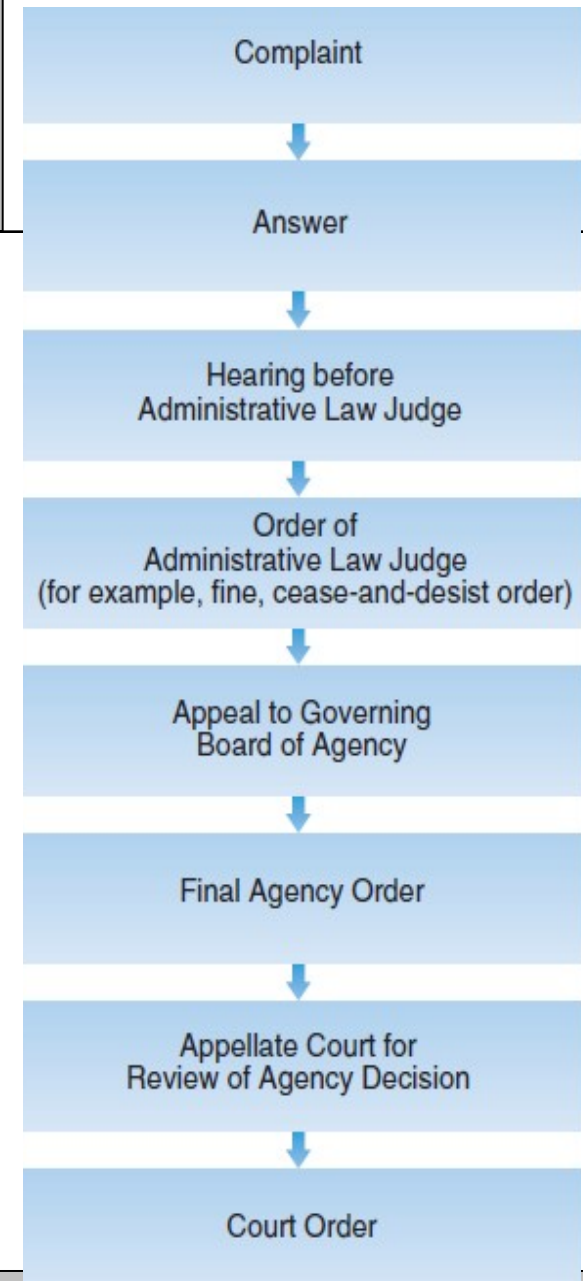 Complaint
Answer
Hearing before
Administrative Law Judge
Order of
Administrative Law Judge
(for example, fine, cease-and-desist order)
Appeal to Governing
Board of Agency
Final Agency Order
Appellate Court for
Review of Agency Decision
Court Order